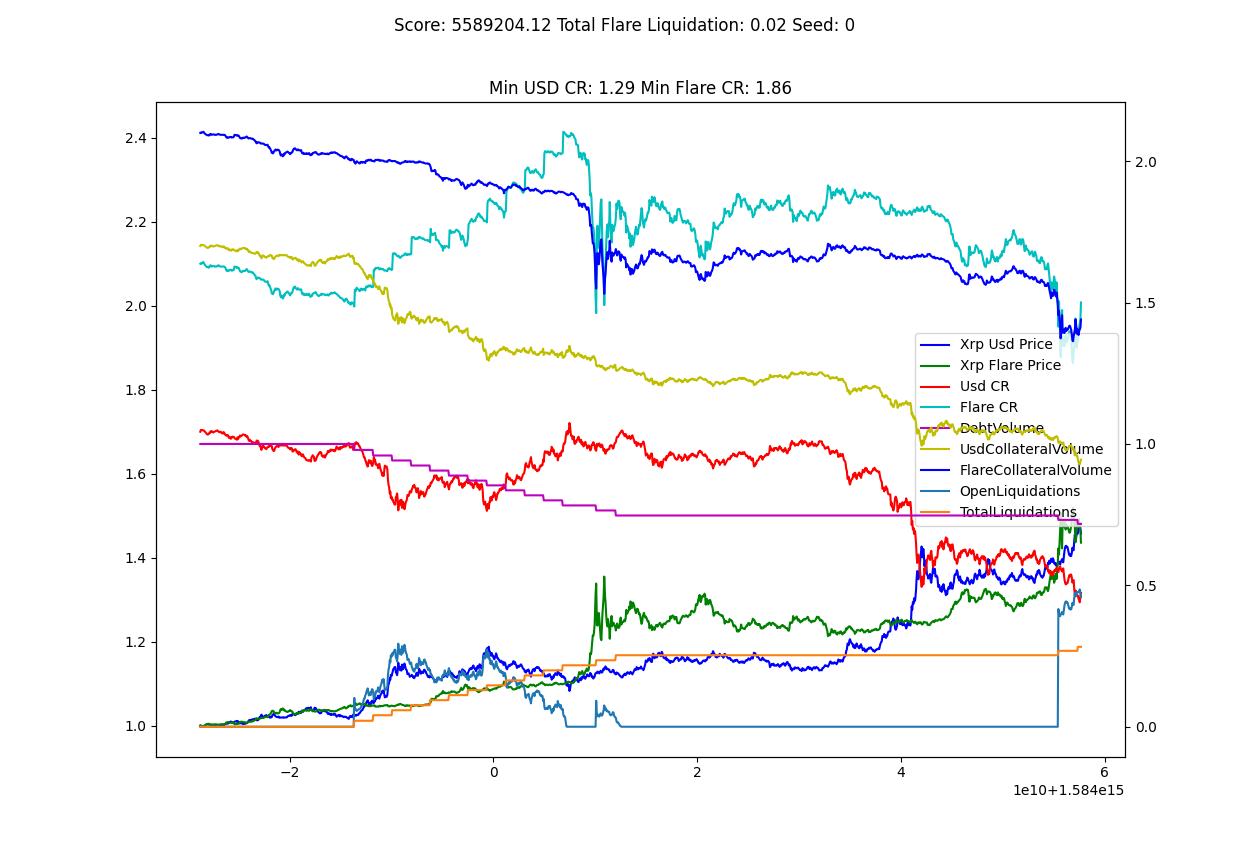 Score: 5589204.12 Total Flare Liquidation: 0.02 Seed: 0
Min USD CR: 1.29 Min Flare CR: 1.86
2.4
2.2
2.0
1.8
1.6
1.4
1.2
1.0
2.0
1.5
1.0
0.5
0.0
Xrp Usd Price
Xrp Flare Price
Usd CR
Flare CR
DebtVolume
UsdCollateralVolume
FlareCollateralVolume
OpenLiquidations
TotalLiquidations
−2 0 2 4 6
1e10+1.584e15